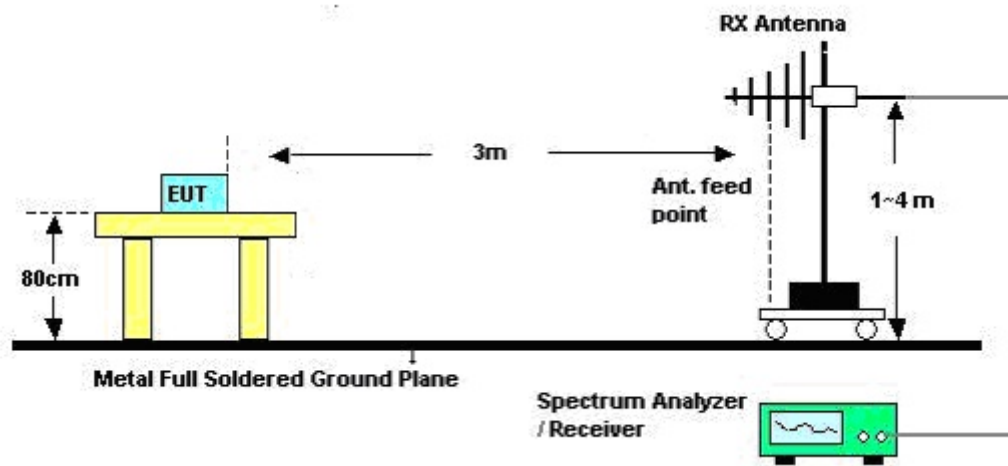 RX Antenna
3m
EUT
Ant. feed
point
1~4 m
80cm
Metal Full Soldered Ground Plane
Spectrum Analyzer
/ Receiver